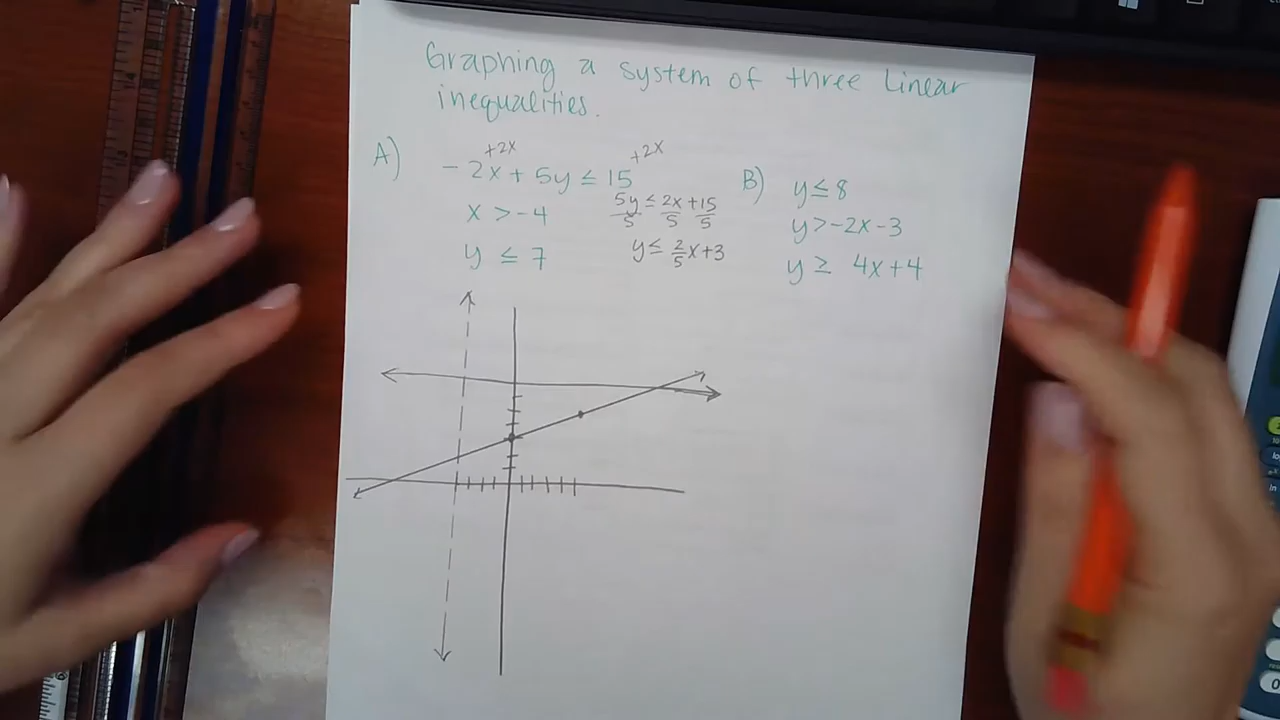 Graphing a system of three Linear
inequalities.
A)
+2x +2x
-2x + 5y ≤ 15
x > -4
y ≤ 7
5y/5 ≤ 2x/5 + 15/5
y ≤ 2/5x + 3
B)
y ≤ 8
y > -2x - 3
y ≥ 4x + 4